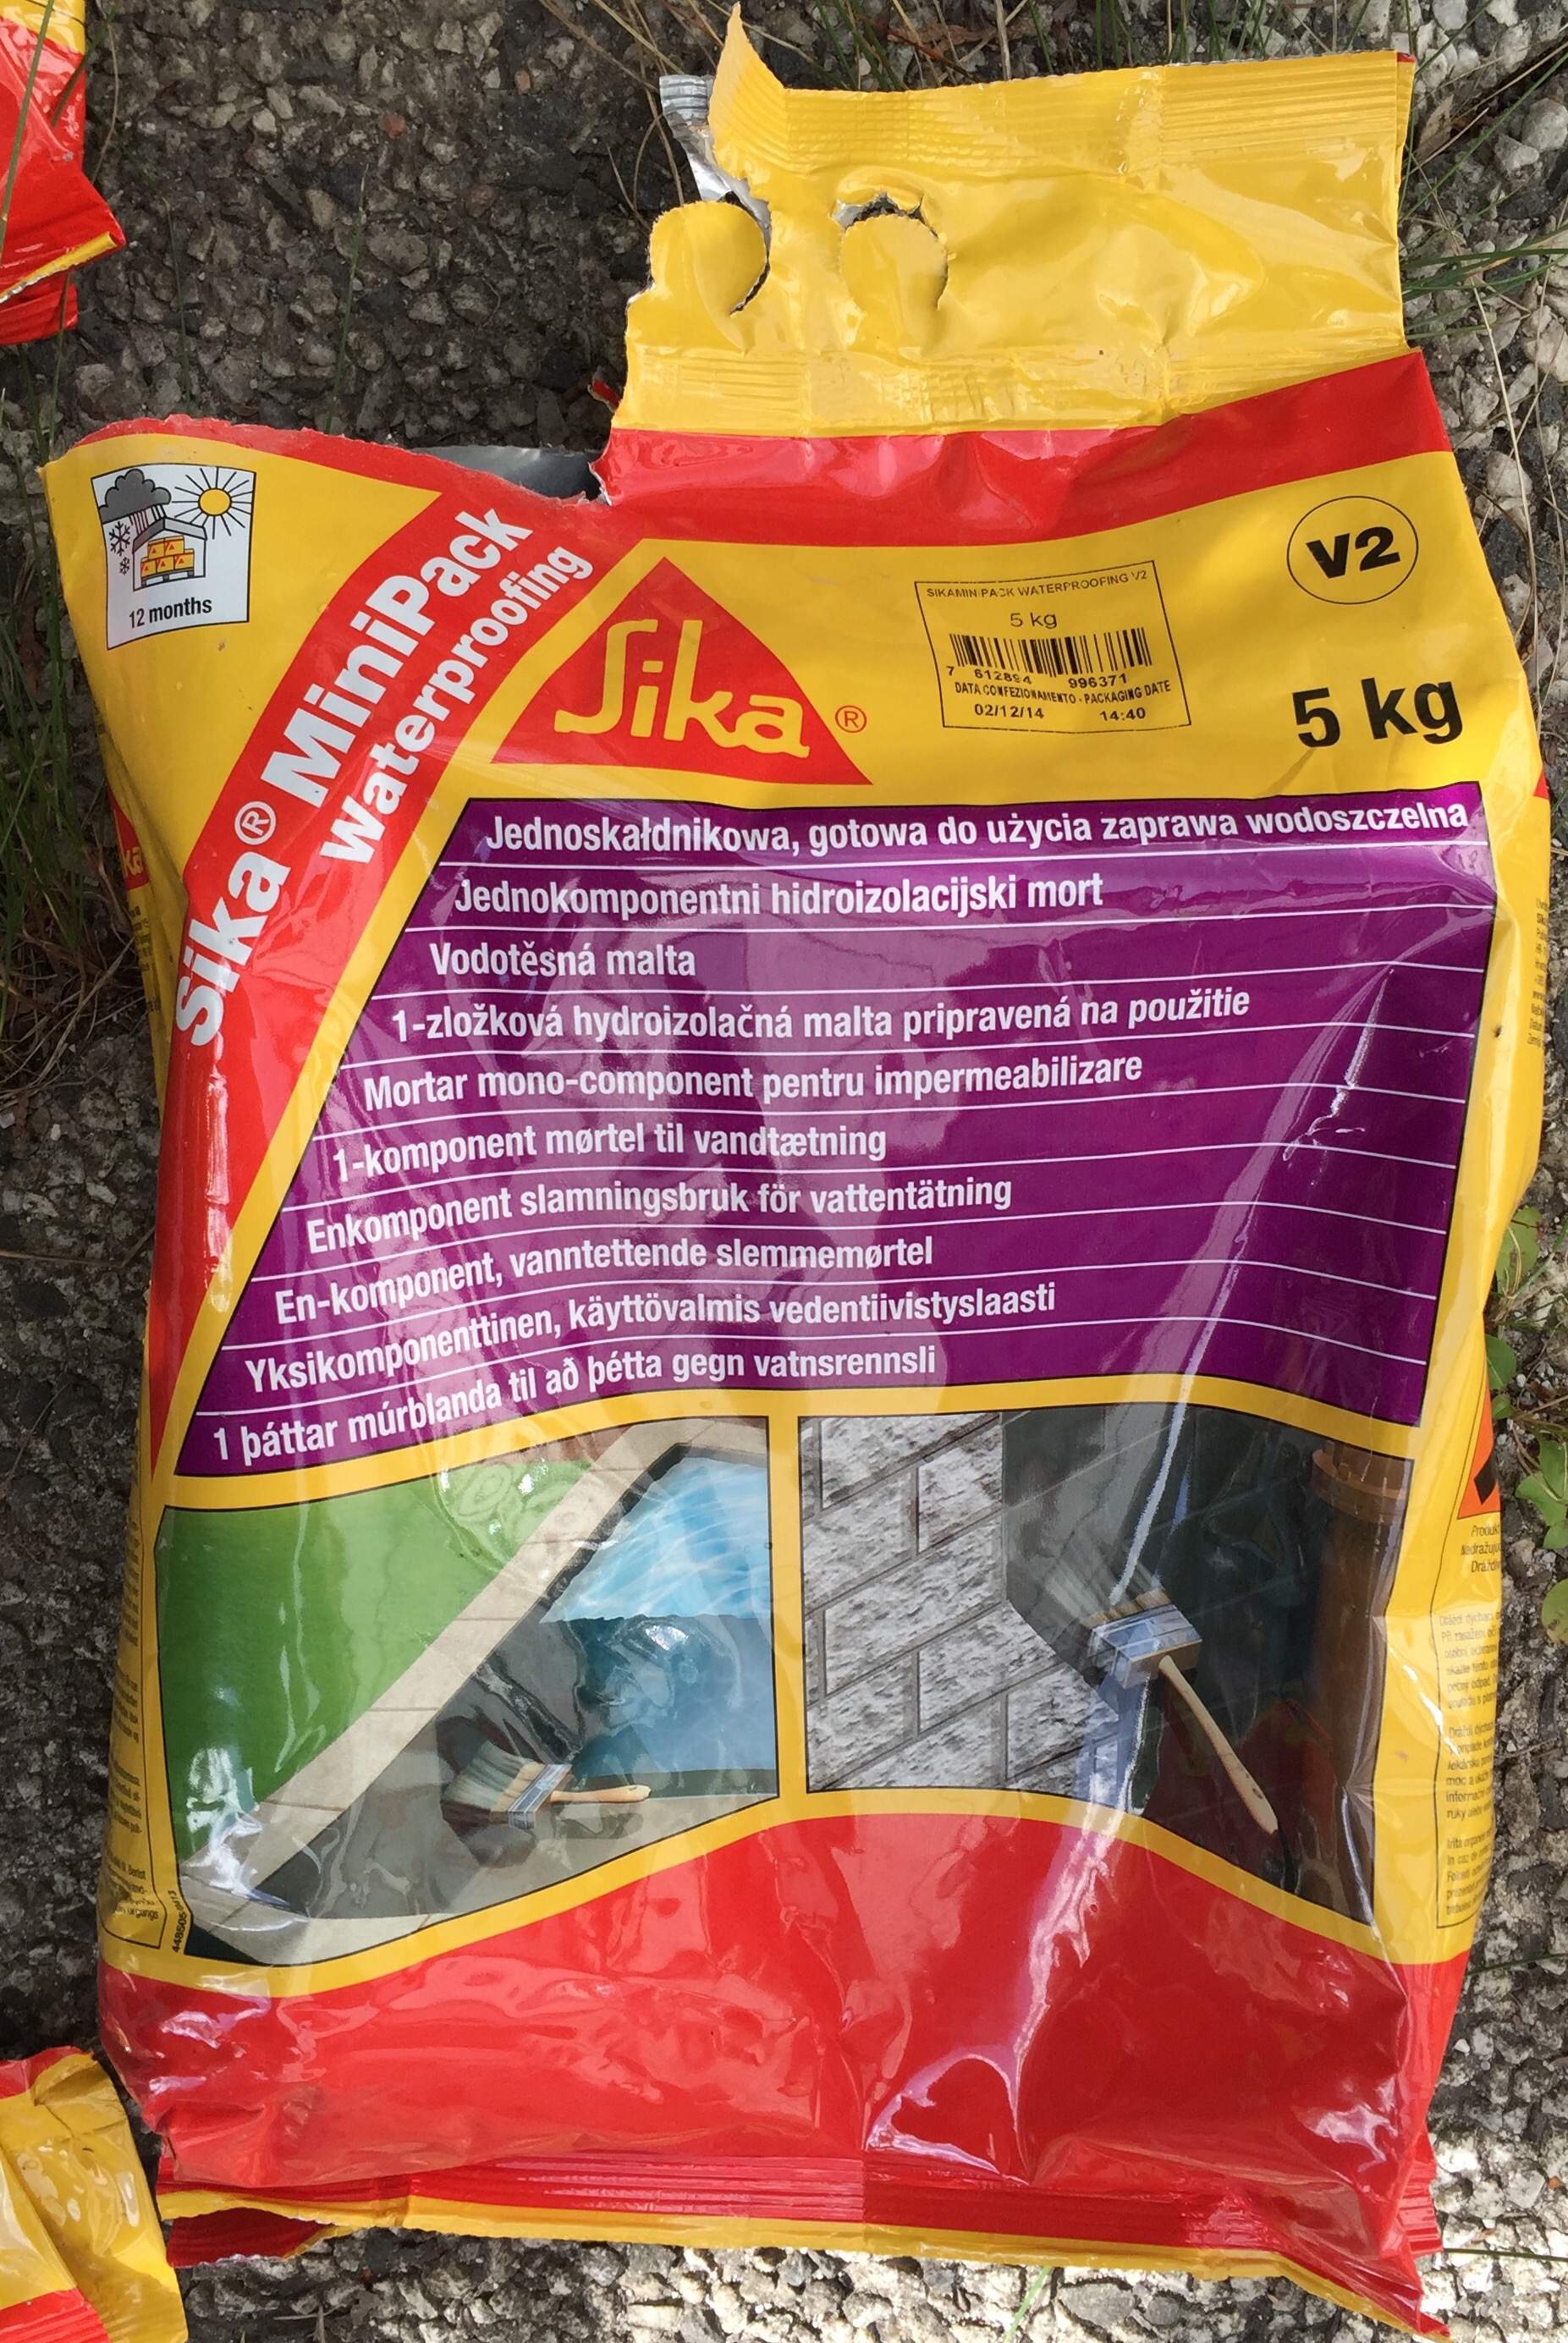 12 months
Sika® MiniPack
Waterproofing
Sika®
SIKAMINIPACK WATERPROOFING V2
5 kg
7 612894 996371
DATA CONFEZIONAMENTO - PACKAGING DATE
02/12/14 14:40
V2
5 kg
Jednoskałdnikowa, gotowa do użycia zaprawa wodoszczelna
Jednokomponentni hidroizolacijski mort
Vodotěsná malta
1-zložková hydroizolačná malta pripravená na použitie
Mortar mono-component pentru impermeabilizare
1-komponent mørtel til vandtætning
Enkomponent slamningsbruk för vattentätning
En-komponent, vanntettende slemmemørtel
Yksikomponenttinen, käyttövalmis vedentiivistyslaasti
1 þáttar múrblanda til að þétta gegn vatnsrennsli